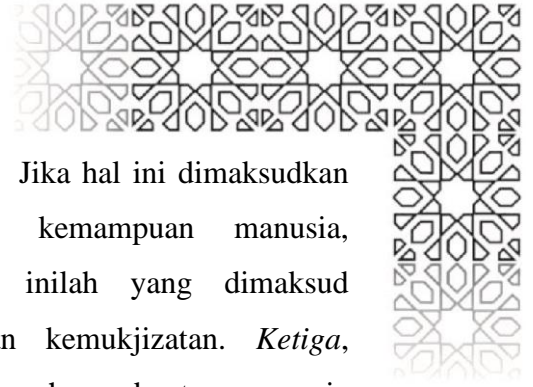 Jika hal ini dimaksudkan
kemampuan manusia,
inilah yang dimaksud
kemukjizatan. Ketiga,